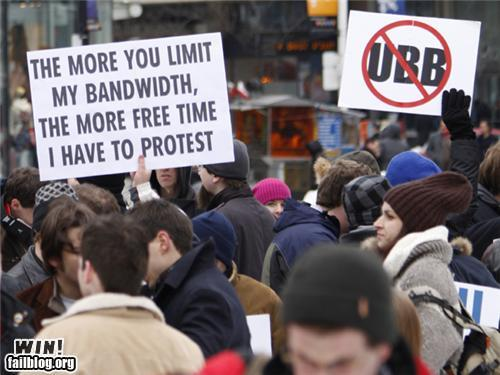 THE MORE YOU LIMIT
MY BANDWIDTH,
THE MORE FREE TIME
I HAVE TO PROTEST
UBB
WIN!
failblog.org